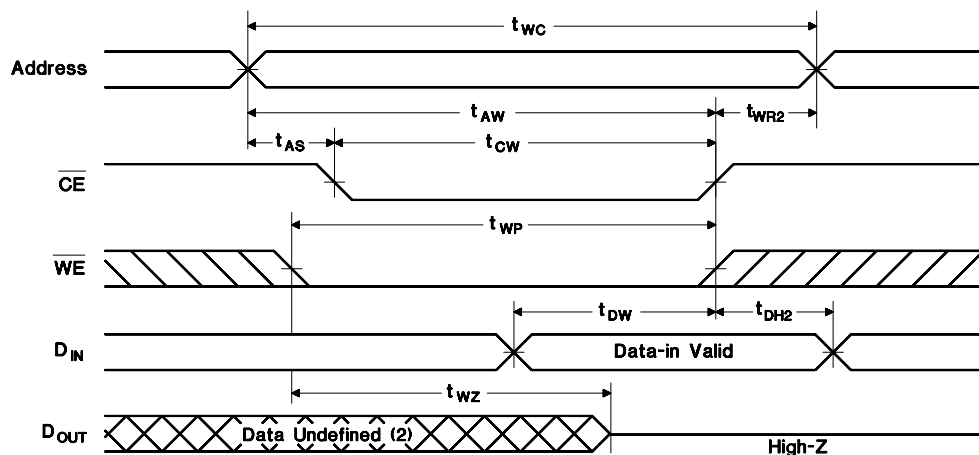 tWC
Address
tAW
tWR2
tAS
tCW
CE
tWP
WE
tDW
tDH2
DIN
Data-in Valid
tWZ
DOUT
Data Undefined (2)
High-Z